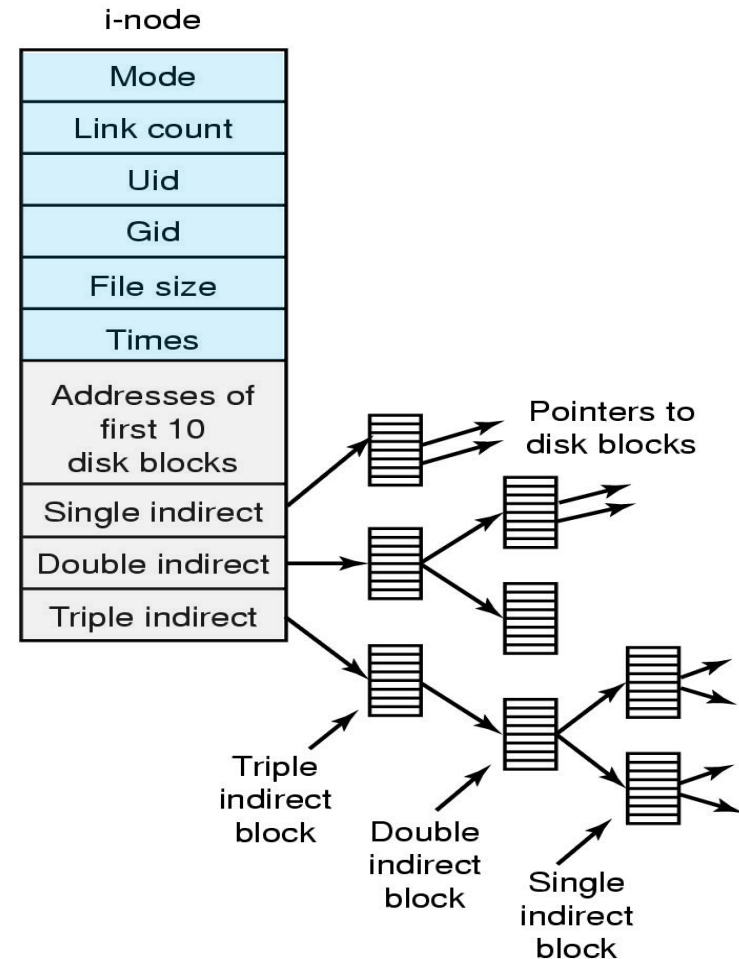 i-node
Mode
Link count
Uid
Gid
File size
Times
Addresses of
first 10
disk blocks
Single indirect
Double indirect
Triple indirect
Pointers to
disk blocks
Triple
indirect
block
Double
indirect
block
Single
indirect
block